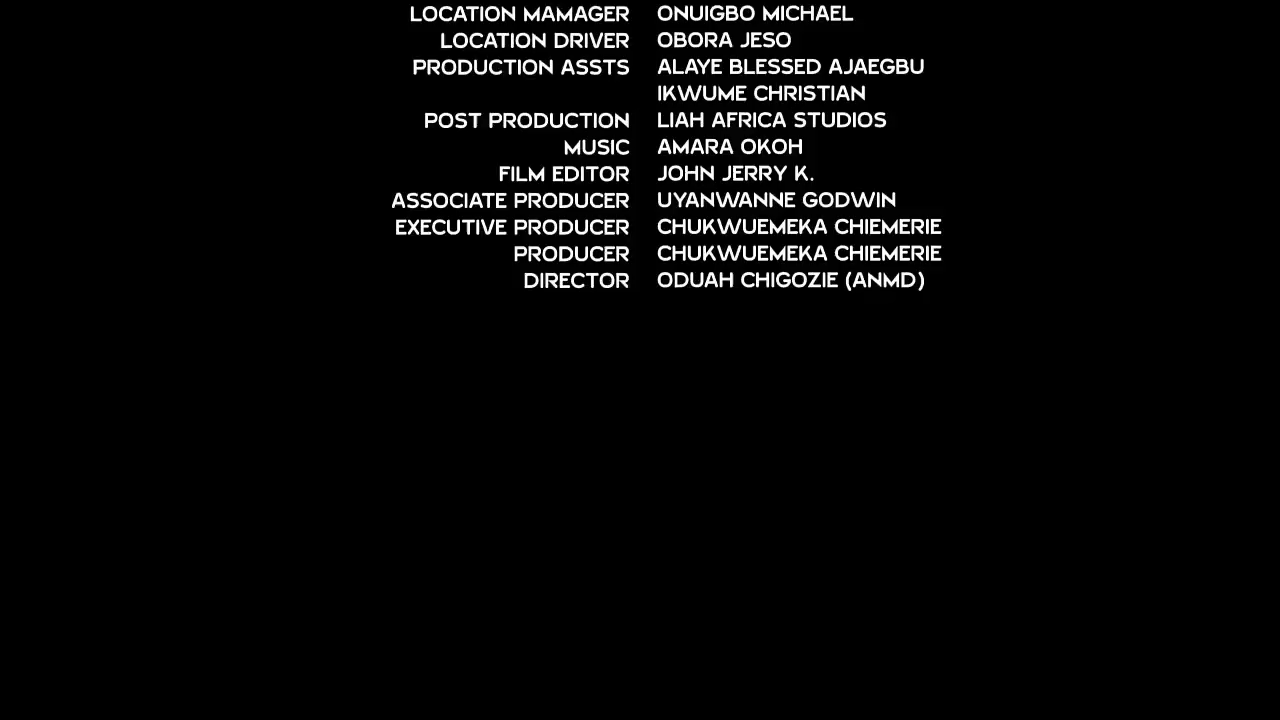 LOCATION MAMAGER ONUIGBO MICHAEL
LOCATION DRIVER OBORA JESO
PRODUCTION ASSTS ALAYE BLESSED AJAEGBU
IKWUME CHRISTIAN
POST PRODUCTION LIAH AFRICA STUDIOS
MUSIC AMARA OKOH
FILM EDITOR JOHN JERRY K.
ASSOCIATE PRODUCER UYANWANNE GODWIN
EXECUTIVE PRODUCER CHUKWUEMEKA CHIEMERIE
PRODUCER CHUKWUEMEKA CHIEMERIE
DIRECTOR ODUAH CHIGOZIE (ANMD)